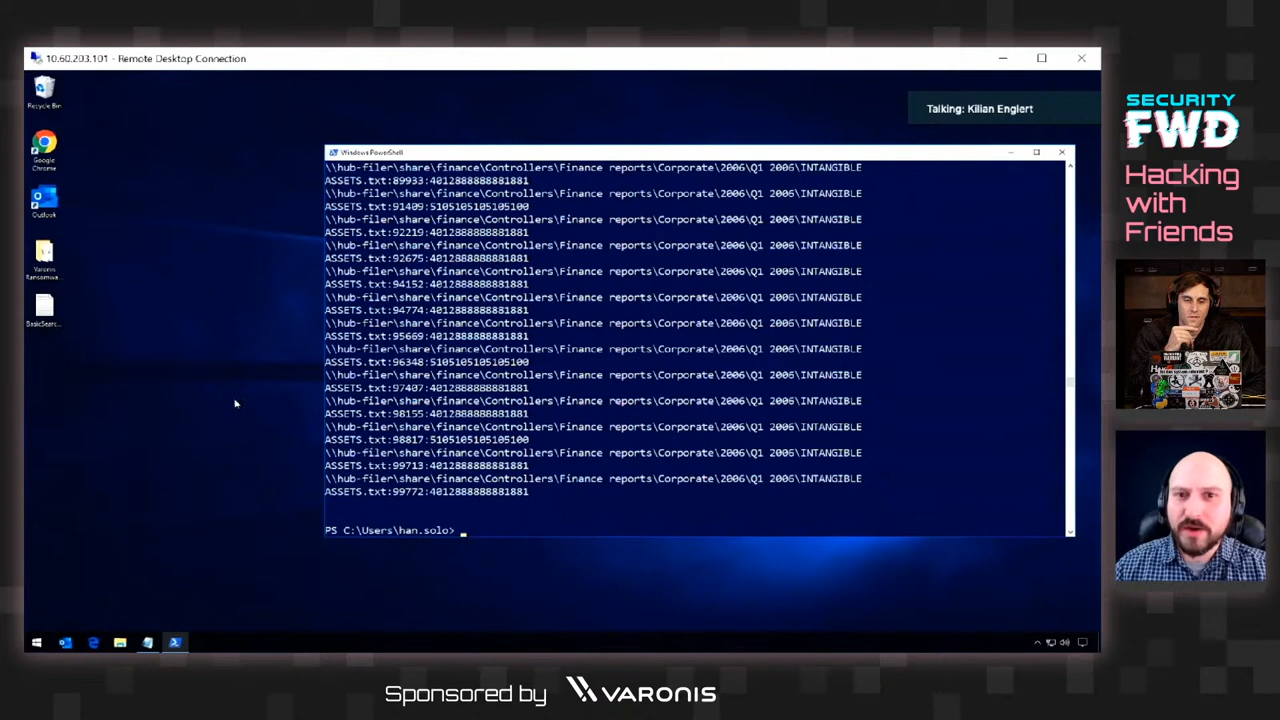 10.60.203.101 - Remote Desktop Connection
Recycle Bin
Google
Chrome
Outlook
Varonis
Ransomwa...
BasicSearc...
Talking: Kilian Englert
Windows PowerShell
\\hub-filer\share\finance\Controllers\Finance reports\Corporate\2006\Q1 2006\INTANGIBLE
ASSETS.txt:89933:4012888888881881
\\hub-filer\share\finance\Controllers\Finance reports\Corporate\2006\Q1 2006\INTANGIBLE
ASSETS.txt:91409:5105105105105100
\\hub-filer\share\finance\Controllers\Finance reports\Corporate\2006\Q1 2006\INTANGIBLE
ASSETS.txt:92219:4012888888881881
\\hub-filer\share\finance\Controllers\Finance reports\Corporate\2006\Q1 2006\INTANGIBLE
ASSETS.txt:92675:4012888888881881
\\hub-filer\share\finance\Controllers\Finance reports\Corporate\2006\Q1 2006\INTANGIBLE
ASSETS.txt:94152:4012888888881881
\\hub-filer\share\finance\Controllers\Finance reports\Corporate\2006\Q1 2006\INTANGIBLE
ASSETS.txt:94774:4012888888881881
\\hub-filer\share\finance\Controllers\Finance reports\Corporate\2006\Q1 2006\INTANGIBLE
ASSETS.txt:95669:4012888888881881
\\hub-filer\share\finance\Controllers\Finance reports\Corporate\2006\Q1 2006\INTANGIBLE
ASSETS.txt:96348:5105105105105100
\\hub-filer\share\finance\Controllers\Finance reports\Corporate\2006\Q1 2006\INTANGIBLE
ASSETS.txt:97407:4012888888881881
\\hub-filer\share\finance\Controllers\Finance reports\Corporate\2006\Q1 2006\INTANGIBLE
ASSETS.txt:98155:4012888888881881
\\hub-filer\share\finance\Controllers\Finance reports\Corporate\2006\Q1 2006\INTANGIBLE
ASSETS.txt:98817:5105105105105100
\\hub-filer\share\finance\Controllers\Finance reports\Corporate\2006\Q1 2006\INTANGIBLE
ASSETS.txt:99713:4012888888881881
\\hub-filer\share\finance\Controllers\Finance reports\Corporate\2006\Q1 2006\INTANGIBLE
ASSETS.txt:99772:4012888888881881
PS C:\Users\han.solo>
SECURITY
FWD
Hacking
with
Friends
Sponsored by VARONIS